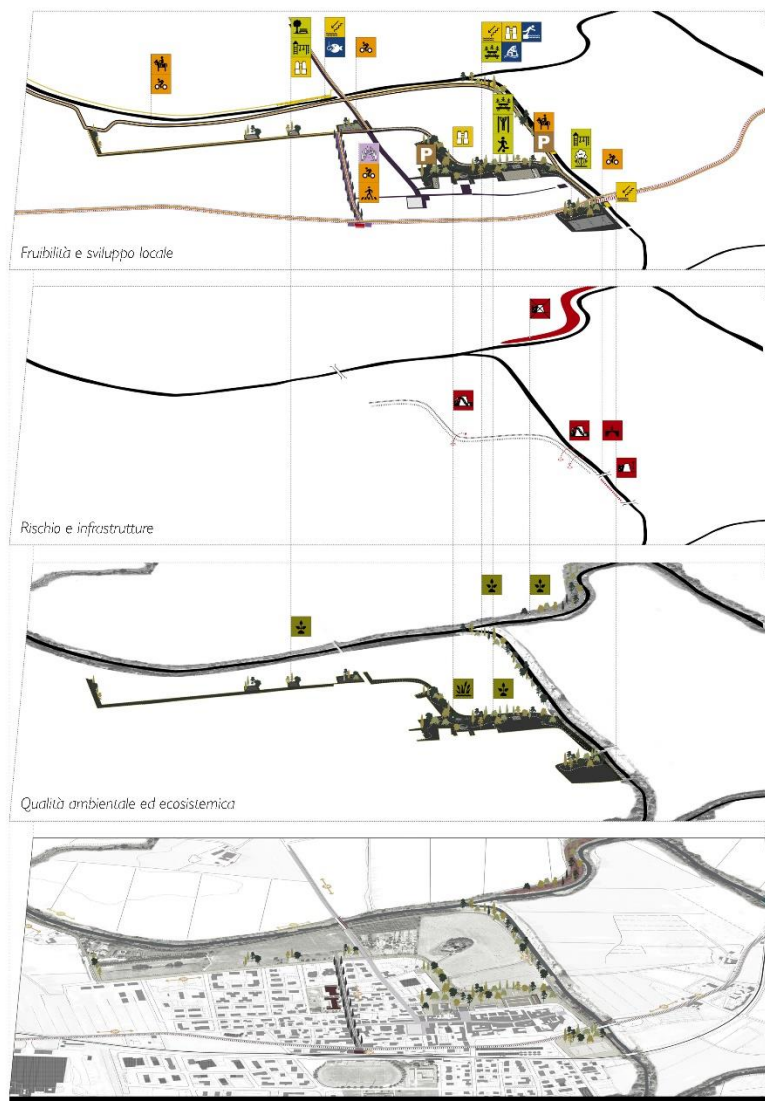 P
P
Fruibilità e sviluppo locale
Rischio e infrastrutture
Qualità ambientale ed ecosistemica